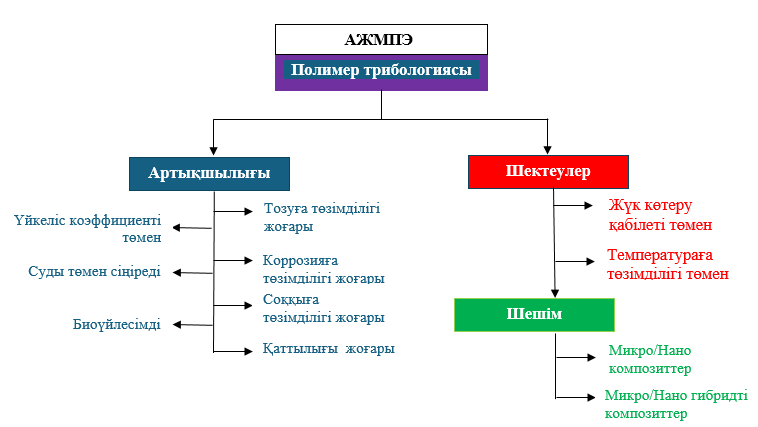 АЖМПЭ
Полимер трибологиясы
Артықшылығы
Үйкеліс коэффициенті
төмен
Суды төмен сіңіреді
Биоүйлесімді
Тозуға төзімділігі
жоғары
Коррозияға
төзімділігі жоғары
Соққыға
төзімділігі жоғары
Қаттылығы жоғары
Шектеулер
Жүк көтеру
қабілеті төмен
Температураға
төзімділігі төмен
Шешім
Микро/Нано
композиттер
Микро/Нано гибридті
композиттер